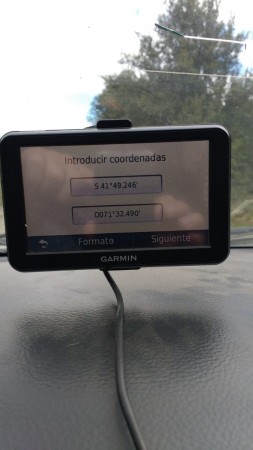 Introducir coordenadas
S 41°49.246'
O071°32.490'
Formato Siguiente
GARMIN